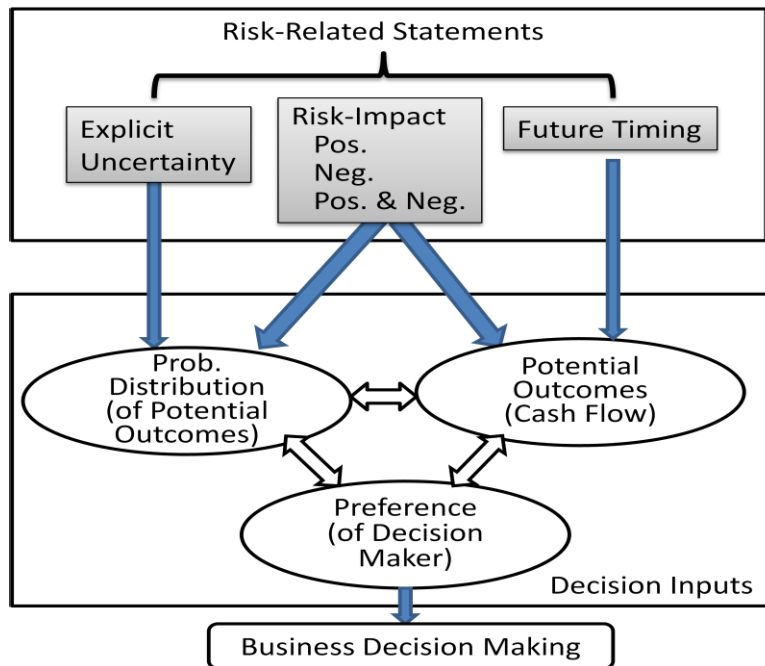 Risk-Related Statements
Explicit
Uncertainty
Risk-Impact
Pos.
Neg.
Pos. & Neg.
Future Timing
Prob.
Distribution
(of Potential
Outcomes)
Potential
Outcomes
(Cash Flow)
Preference
(of Decision
Maker)
Decision Inputs
Business Decision Making